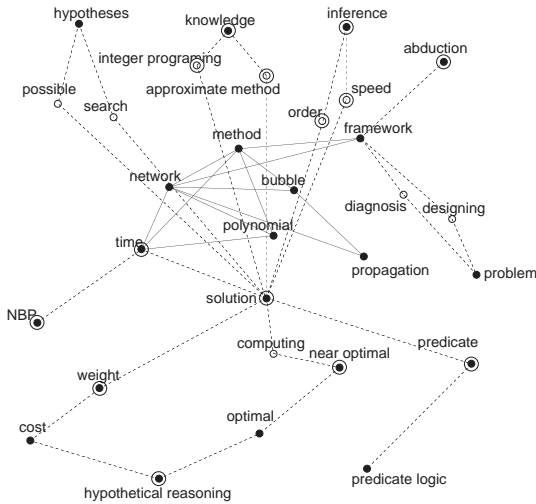 hypotheses
knowledge
inference
integer programing
abduction
possible
approximate method
speed
search
order
method
framework
network
bubble
diagnosis
designing
polynomial
time
propagation
problem
solution
NBP
computing
predicate
near optimal
weight
cost
optimal
predicate logic
hypothetical reasoning